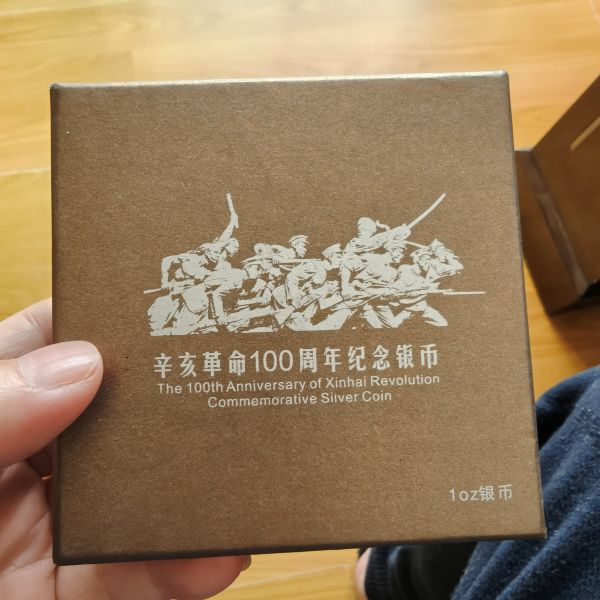 辛亥革命100周年纪念银币
The 100th Anniversary of Xinhai Revolution
Commemorative Silver Coin
1oz银币